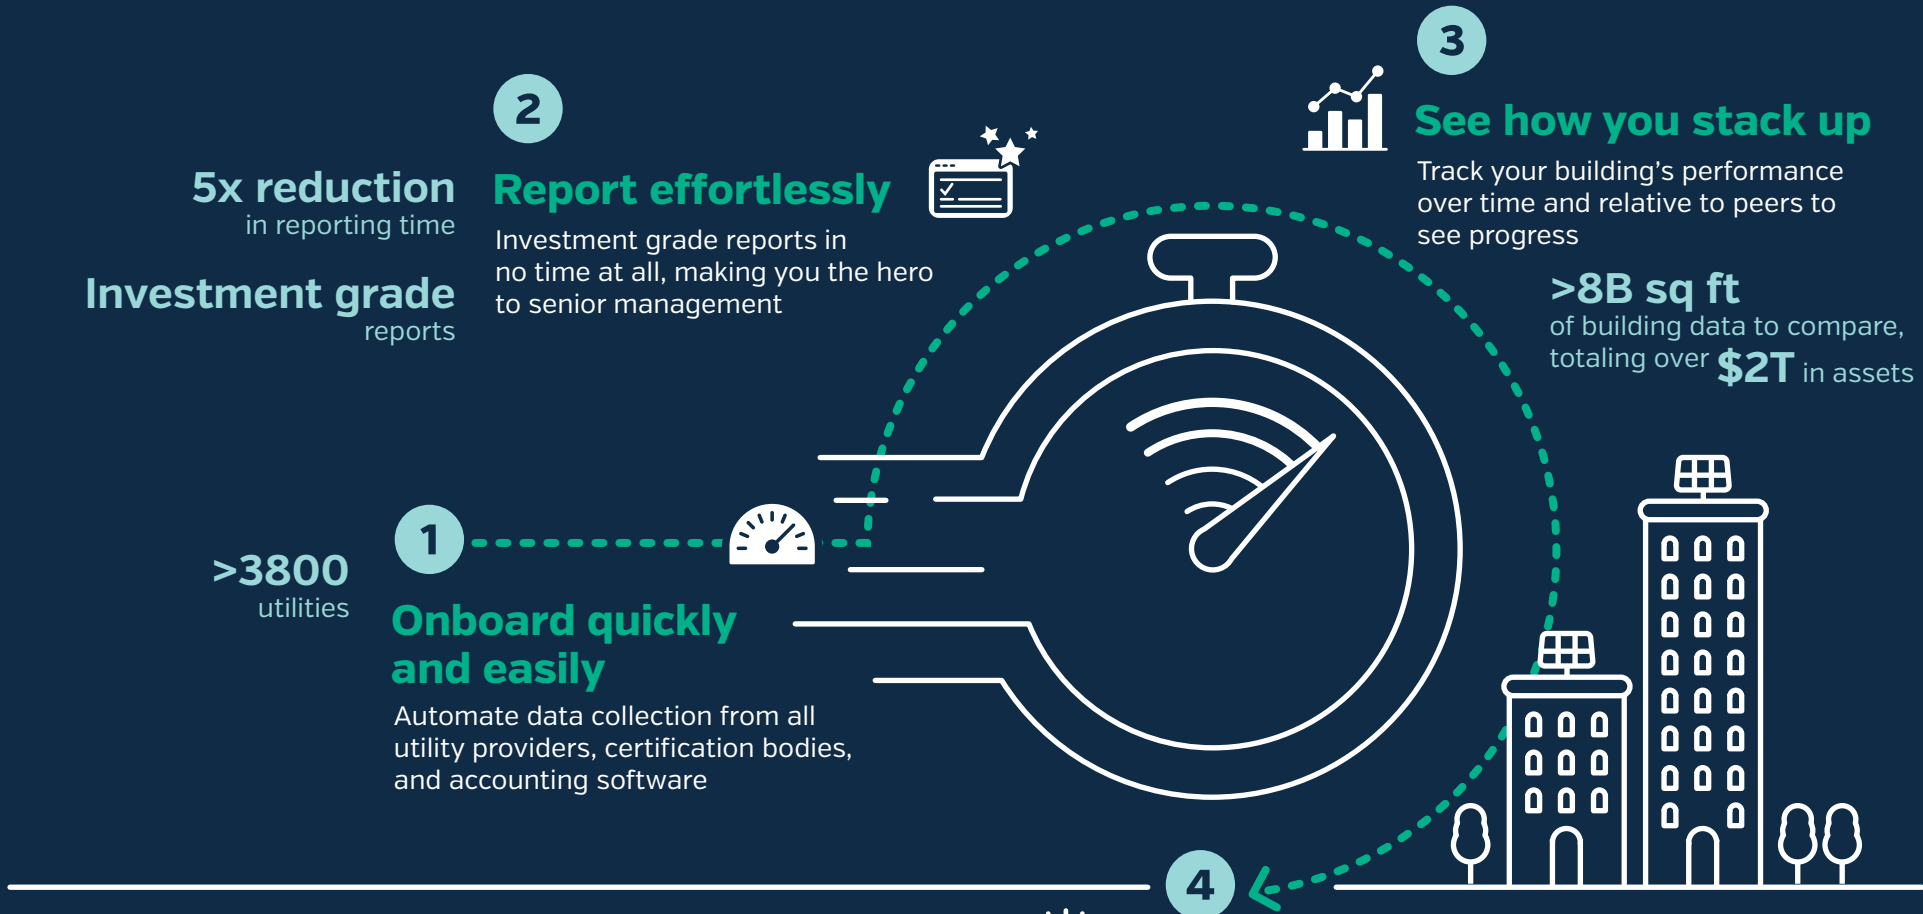 1
>3800
utilities
Onboard quickly
and easily
Automate data collection from all
utility providers, certification bodies,
and accounting software
2
5x reduction
in reporting time
Investment grade
reports
Report effortlessly
Investment grade reports in
no time at all, making you the hero
to senior management
3
See how you stack up
Track your building’s performance
over time and relative to peers to
see progress
>8B sq ft
of building data to compare,
totaling over $2T in assets
4